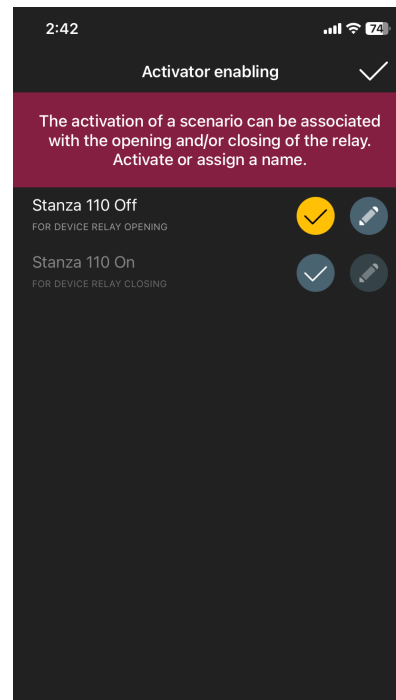 2:42
74
Activator enabling
The activation of a scenario can be associated
with the opening and/or closing of the relay.
Activate or assign a name.
Stanza 110 Off
FOR DEVICE RELAY OPENING
Stanza 110 On
FOR DEVICE RELAY CLOSING